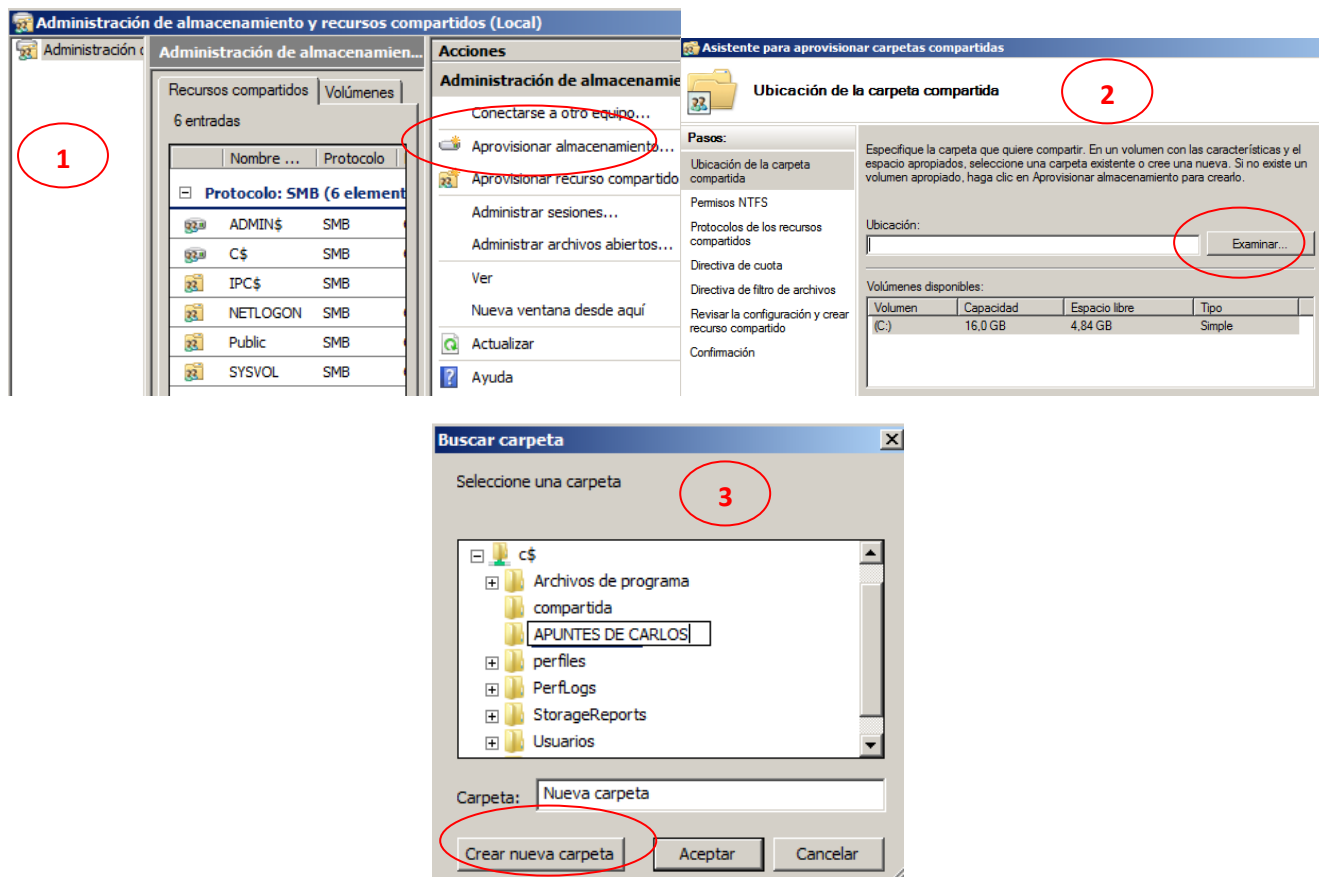 Administración de almacenamiento y recursos compartidos (Local)
Administración d
Administración de almacenamien...
Recursos compartidos
Volúmenes
6 entradas
Nombre ...
Protocolo
Protocolo: SMB (6 element
ADMIN$ SMB
C$ SMB
IPC$ SMB
NETLOGON SMB
Public SMB
SYSVOL SMB
1
Acciones
Administración de almacenamie
Conectarse a otro equipo...
Aprovisionar almacenamiento...
Aprovisionar recurso compartido
Administrar sesiones...
Administrar archivos abiertos...
Ver
Nueva ventana desde aquí
Actualizar
Ayuda
Asistente para aprovisionar carpetas compartidas
Ubicación de la carpeta compartida
2
Pasos:
Ubicación de la carpeta
compartida
Permisos NTFS
Protocolos de los recursos
compartidos
Directiva de cuota
Directiva de filtro de archivos
Revisar la configuración y crear
recurso compartido
Confirmación
Especifique la carpeta que quiere compartir. En un volumen con las características y el
espacio apropiados, seleccione una carpeta existente o cree una nueva. Si no existe un
volumen apropiado, haga clic en Aprovisionar almacenamiento para crearlo.
Ubicación:
Examinar...
Volúmenes disponibles:
Volumen Capacidad Espacio libre Tipo
(C:) 16,0 GB 4,84 GB Simple
Buscar carpeta
Seleccione una carpeta
3
c$
Archivos de programa
compartida
APUNTES DE CARLOS
perfiles
PerfLogs
StorageReports
Usuarios
Carpeta: Nueva carpeta
Crear nueva carpeta
Aceptar
Cancelar